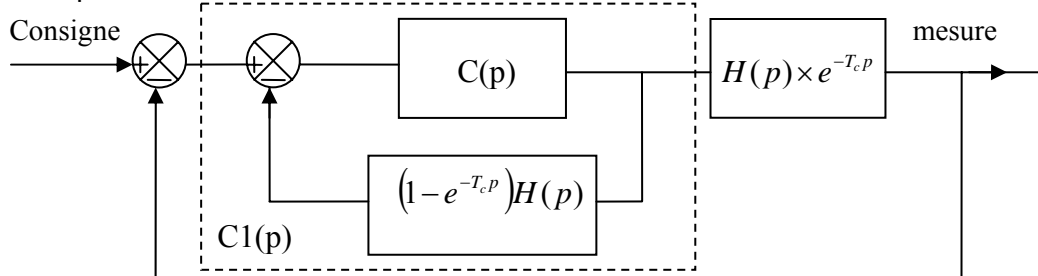 Consigne
mesure
+
+
C(p)
H(p) × e^{-T_c p}
(1 - e^{-T_c p})H(p)
C1(p)